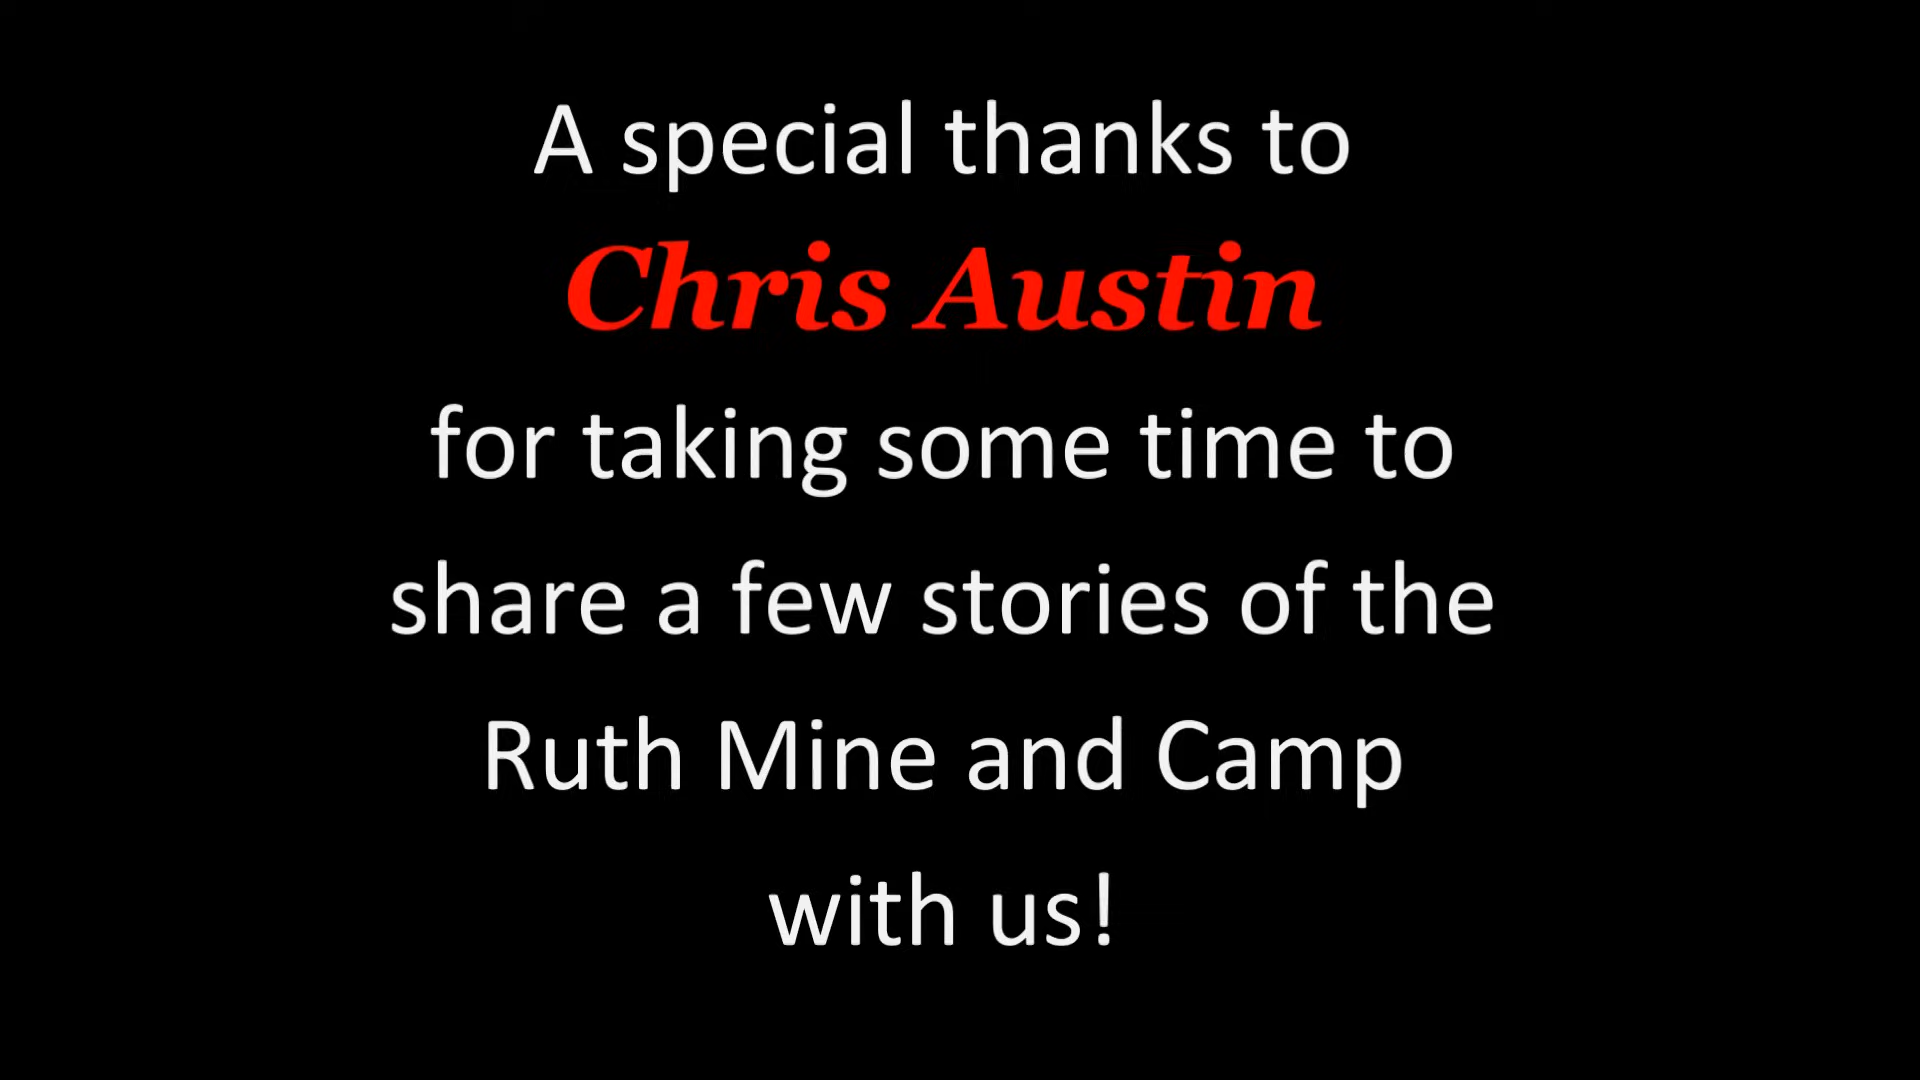 A special thanks to
Chris Austin
for taking some time to
share a few stories of the
Ruth Mine and Camp
with us!